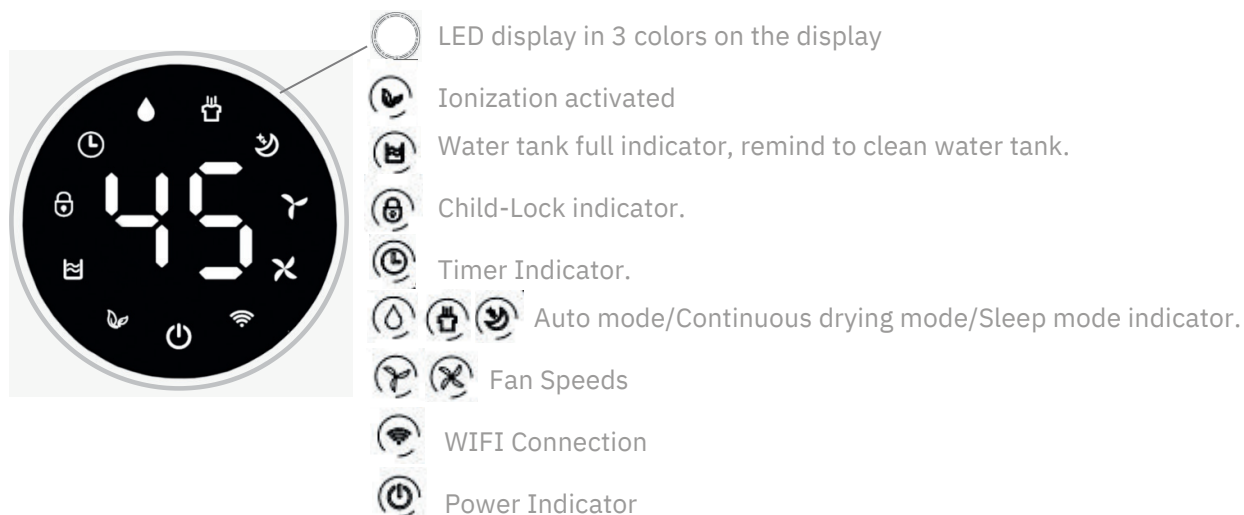 LED display in 3 colors on the display
Ionization activated
Water tank full indicator, remind to clean water tank.
45
Child-Lock indicator.
Timer Indicator.
Auto mode/Continuous drying mode/Sleep mode indicator.
Fan Speeds
WIFI Connection
Power Indicator